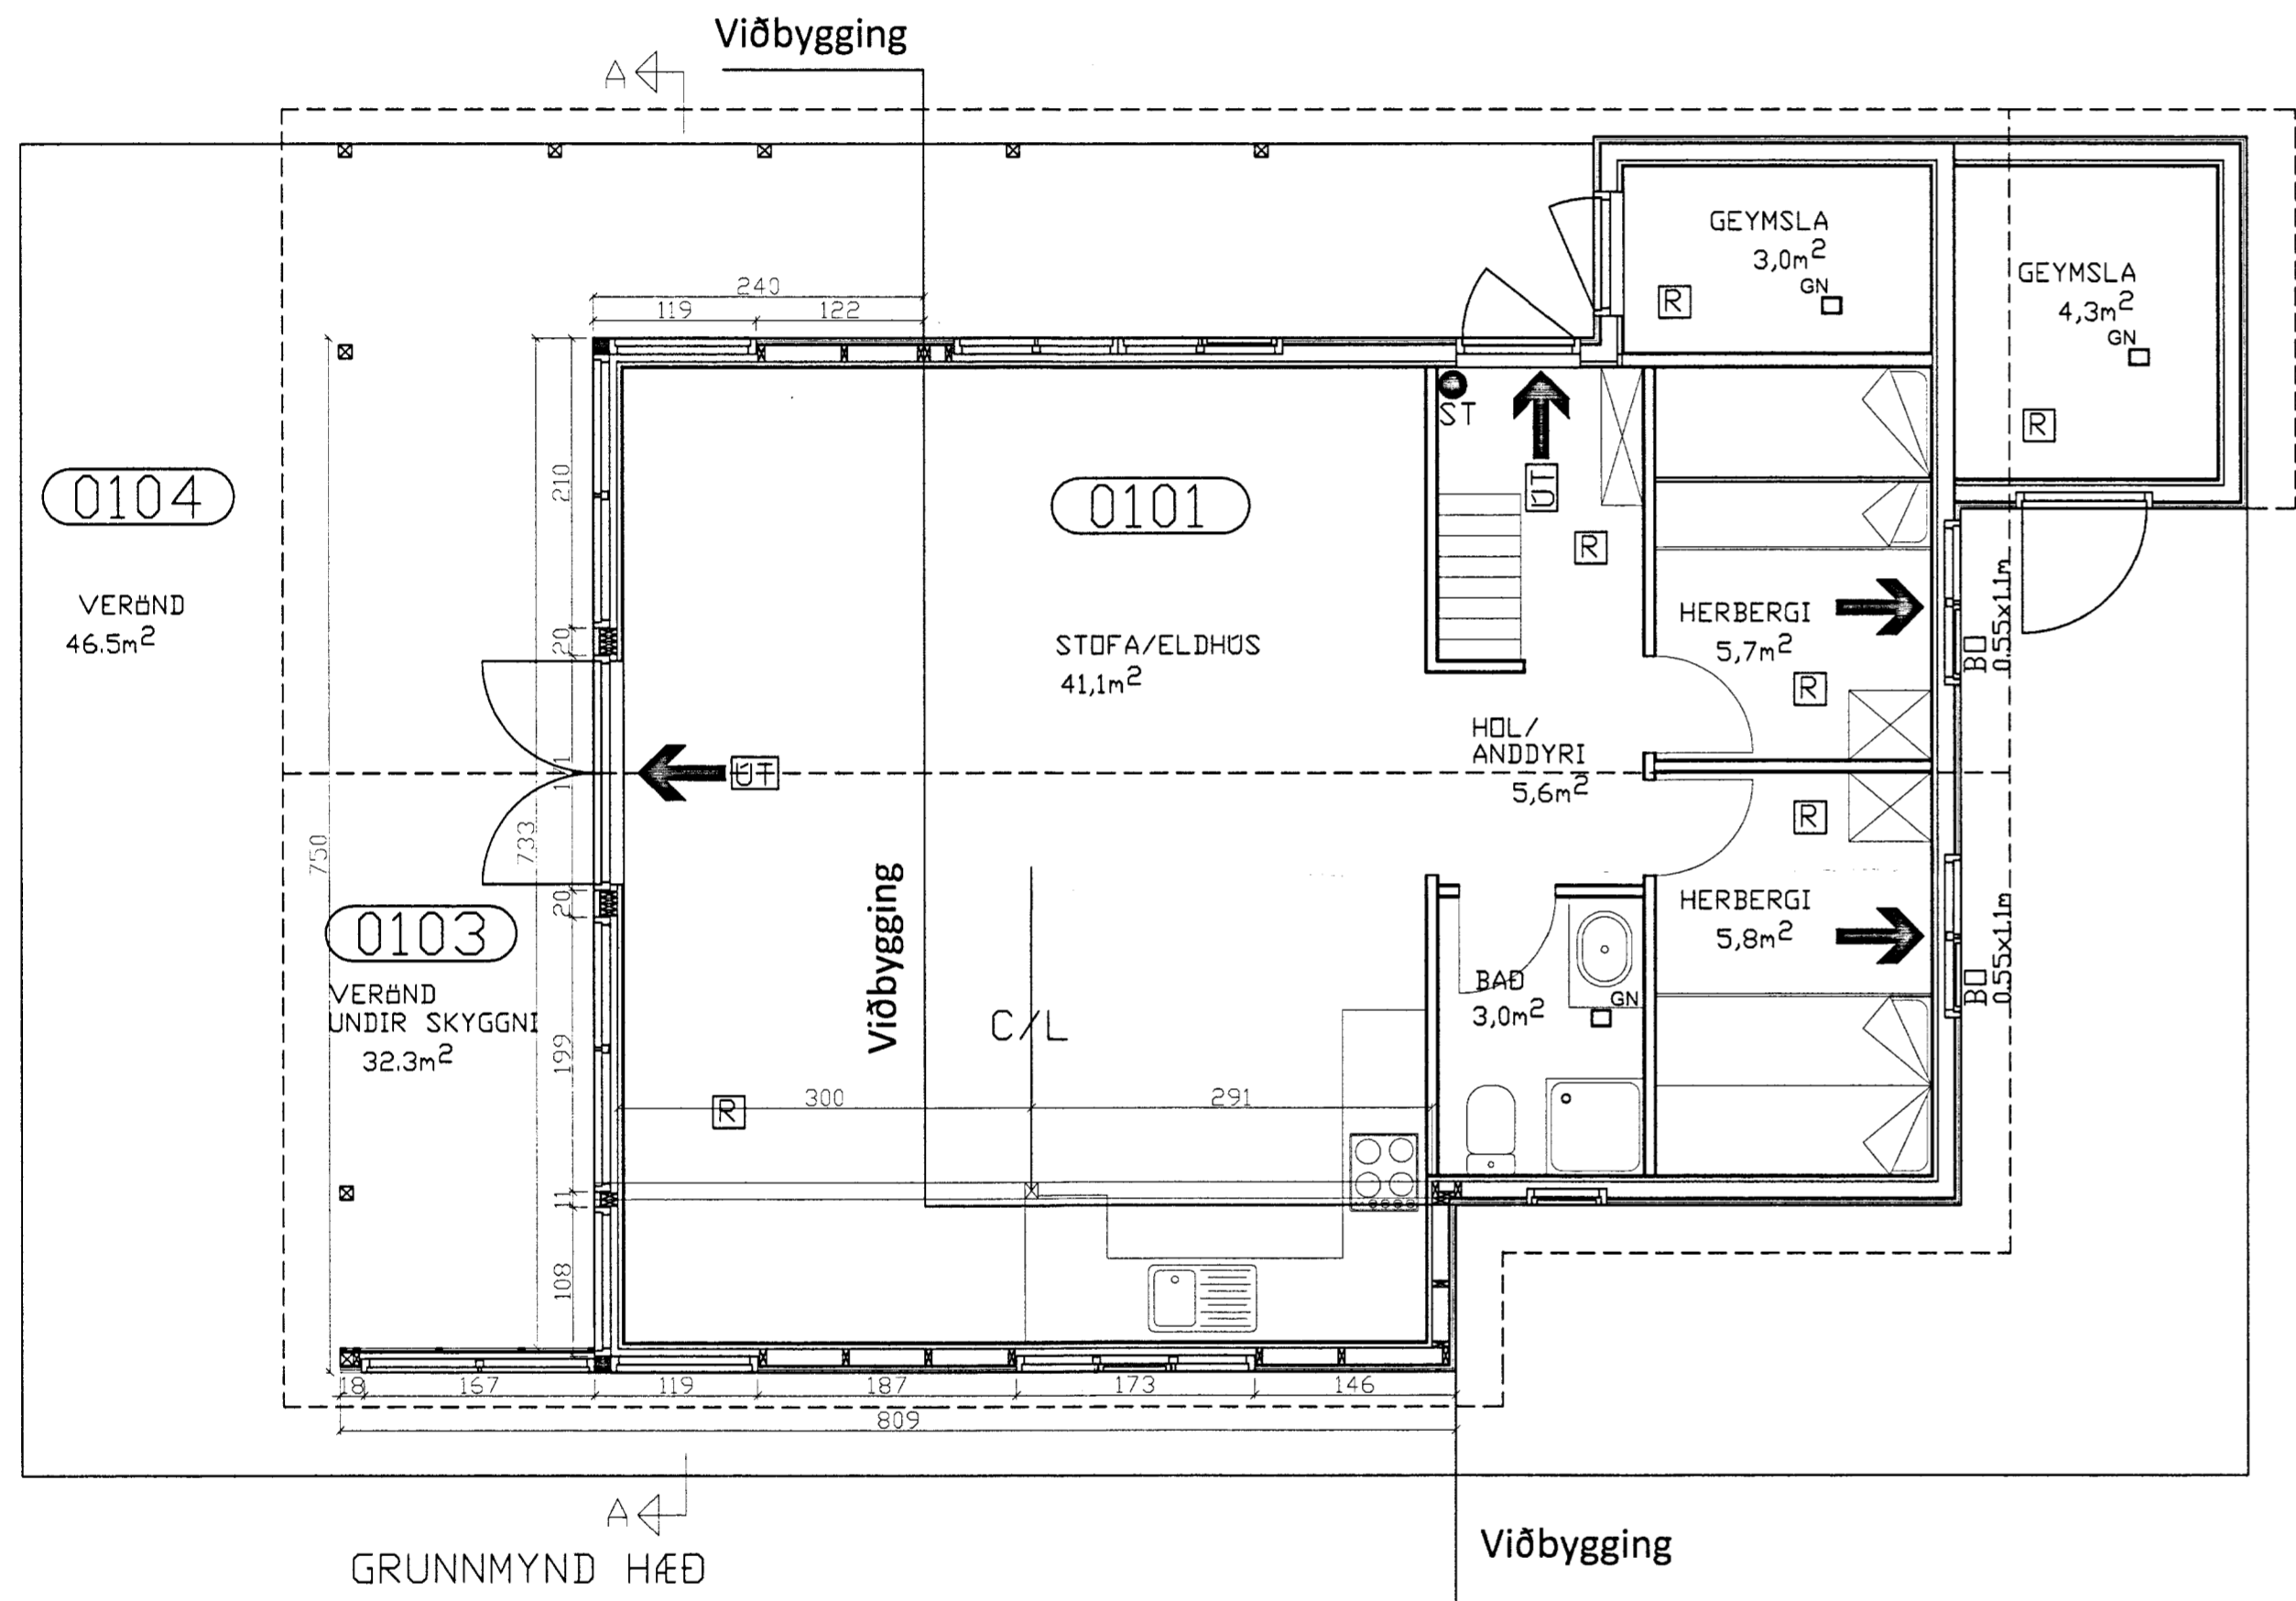 Viðbygging
A
240
119
122
GEYMSLA
3,0m2
GN
R
GEYMSLA
4,3m2
GN
R
ST
ÚT
R
0104
VERÖND
46.5m2
210
0101
STOFA/ELDHÚS
41,1m2
HERBERGI
5,7m2
R
BO
0.55x1.1m
20
HOL/
ANDDYRI
5,6m2
ÚT
171
R
750
733
Viðbygging
20
0103
VERÖND
UNDIR SKYGGNI
32.3m2
HERBERGI
5,8m2
BO
0.55x1.1m
BAÐ
3,0m2
GN
C/L
199
R
300
291
11
108
18
167
119
187
173
146
809
A
Viðbygging
GRUNNMYND HÆÐ